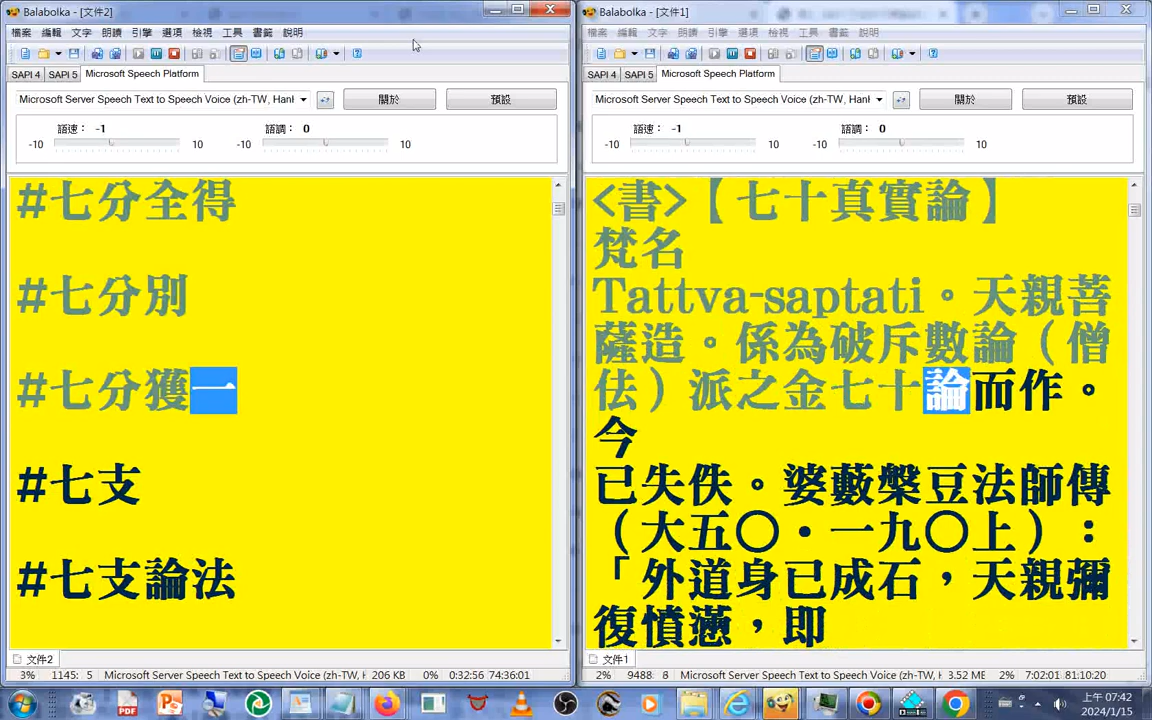 Balabolka - [文件2]
檔案 編輯 文字 朗讀 引擎 選項 檢視 工具 書籤 說明
SAPI 4 SAPI 5 Microsoft Speech Platform
Microsoft Server Speech Text to Speech Voice (zh-TW, Hanl
關於 預設
語速： -1 語調： 0
-10 10 -10 10
#七分全得
#七分別
#七分獲一
#七支
#七支論法
文件2
3% 1145: 5 Microsoft Server Speech Text to Speech Voice (zh-TW, Ha 206 KB 0% 0:32:56 74:36:01
Balabolka - [文件1]
檔案 編輯 文字 朗讀 引擎 選項 檢視 工具 書籤 說明
SAPI 4 SAPI 5 Microsoft Speech Platform
Microsoft Server Speech Text to Speech Voice (zh-TW, Hanl
關於 預設
語速： -1 語調： 0
-10 10 -10 10
<書>【七十真實論】
梵名
Tattva-saptati。天親菩
薩造。係為破斥數論（僧
佉）派之金七十論而作。
今
已失佚。婆藪槃豆法師傳
（大五〇・一九〇上）：
「外道身已成石，天親彌
復憤懣，即
文件1
2% 9488: 8 Microsoft Server Speech Text to Speech Voice (zh-TW, Ha 3.52 ME 2% 7:02:01 81:10:20
上午 07:42
2024/1/15